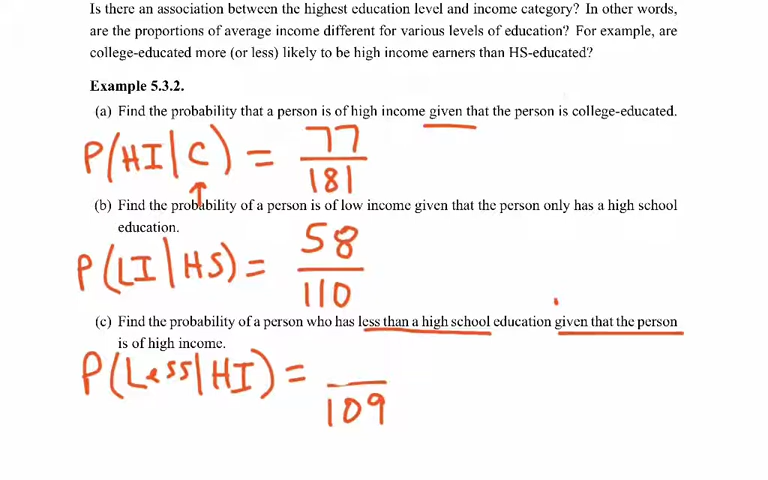 Is there an association between the highest education level and income category? In other words,
are the proportions of average income different for various levels of education? For example, are
college-educated more (or less) likely to be high income earners than HS-educated?
Example 5.3.2.
(a) Find the probability that a person is of high income given that the person is college-educated.
P(HI|C) = 77/181
(b) Find the probability of a person is of low income given that the person only has a high school
education.
P(LI|HS) = 58/110
(c) Find the probability of a person who has less than a high school education given that the person
is of high income.
P(Less|HI) = /109